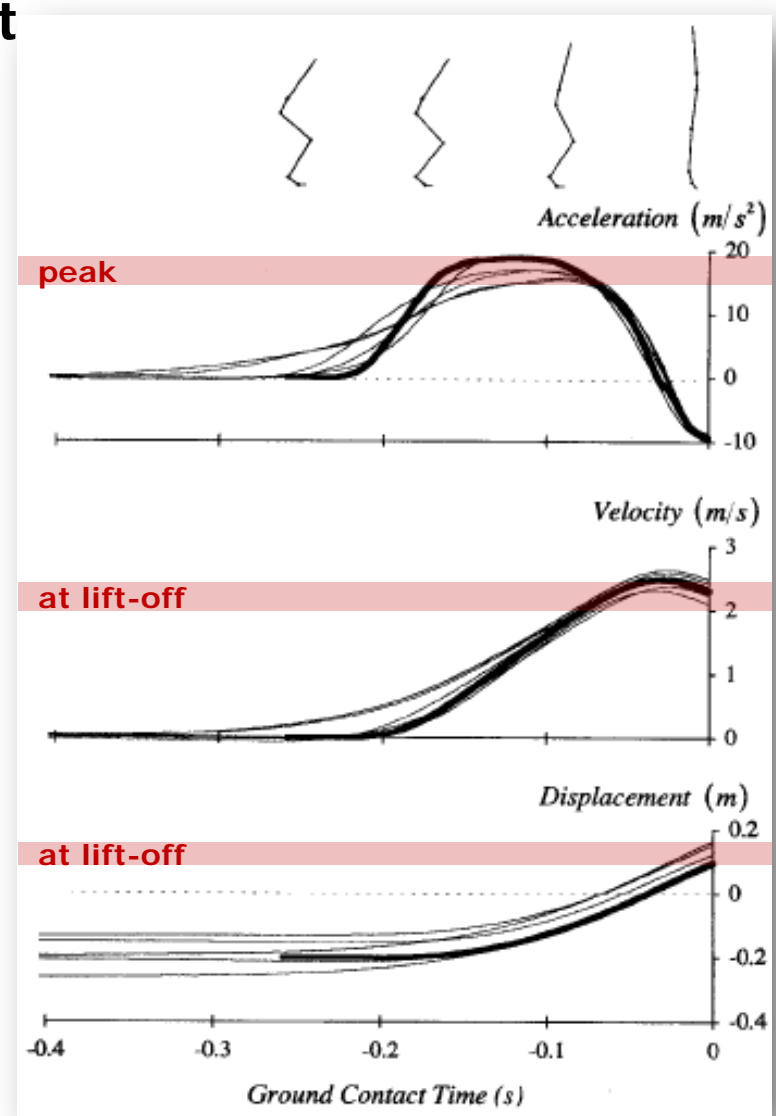 t
Acceleration (m/s²)
20
peak
10
0
-10
Velocity (m/s)
3
at lift-off
2
1
0
Displacement (m)
0.2
at lift-off
0
-0.2
-0.4
-0.4 -0.3 -0.2 -0.1 0
Ground Contact Time (s)